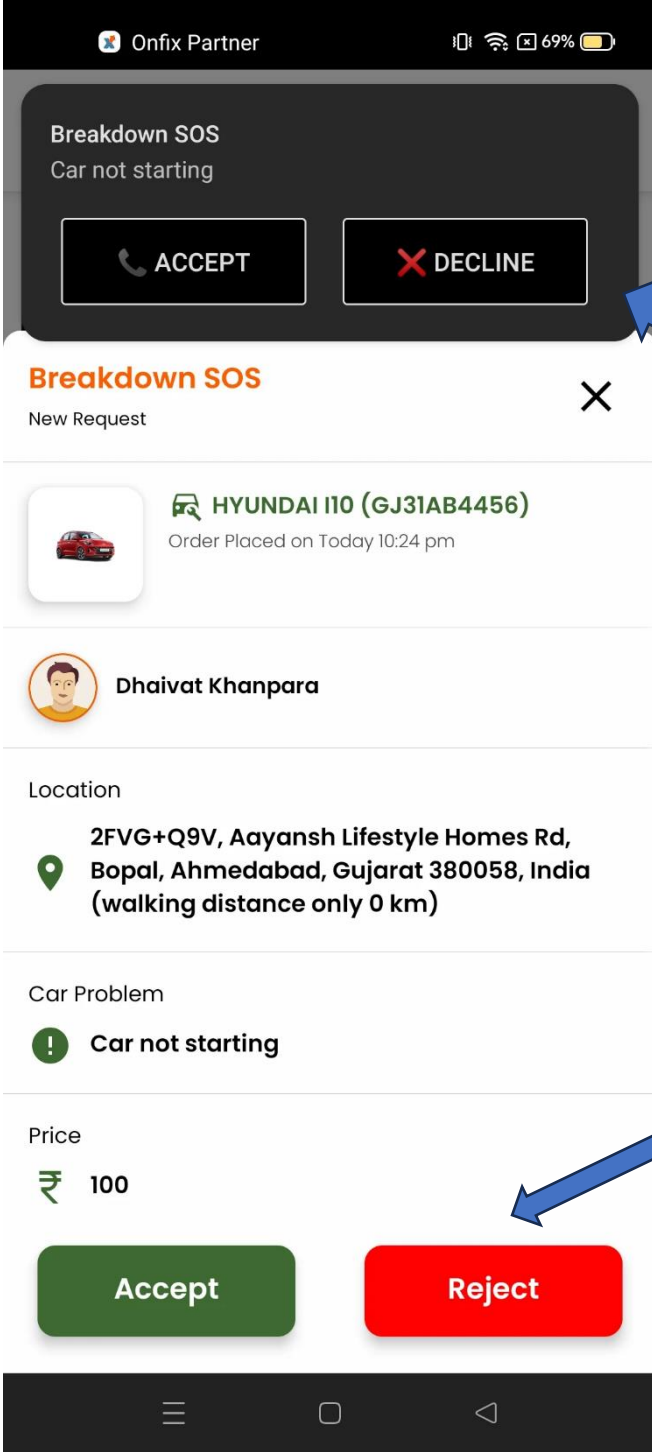 Onfix Partner 69%
Breakdown SOS
Car not starting
ACCEPT DECLINE
Breakdown SOS
New Request
HYUNDAI I10 (GJ31AB4456)
Order Placed on Today 10:24 pm
Dhaivat Khanpara
Location
2FVG+Q9V, Aayansh Lifestyle Homes Rd,
Bopal, Ahmedabad, Gujarat 380058, India
(walking distance only 0 km)
Car Problem
Car not starting
Price
₹ 100
Accept Reject